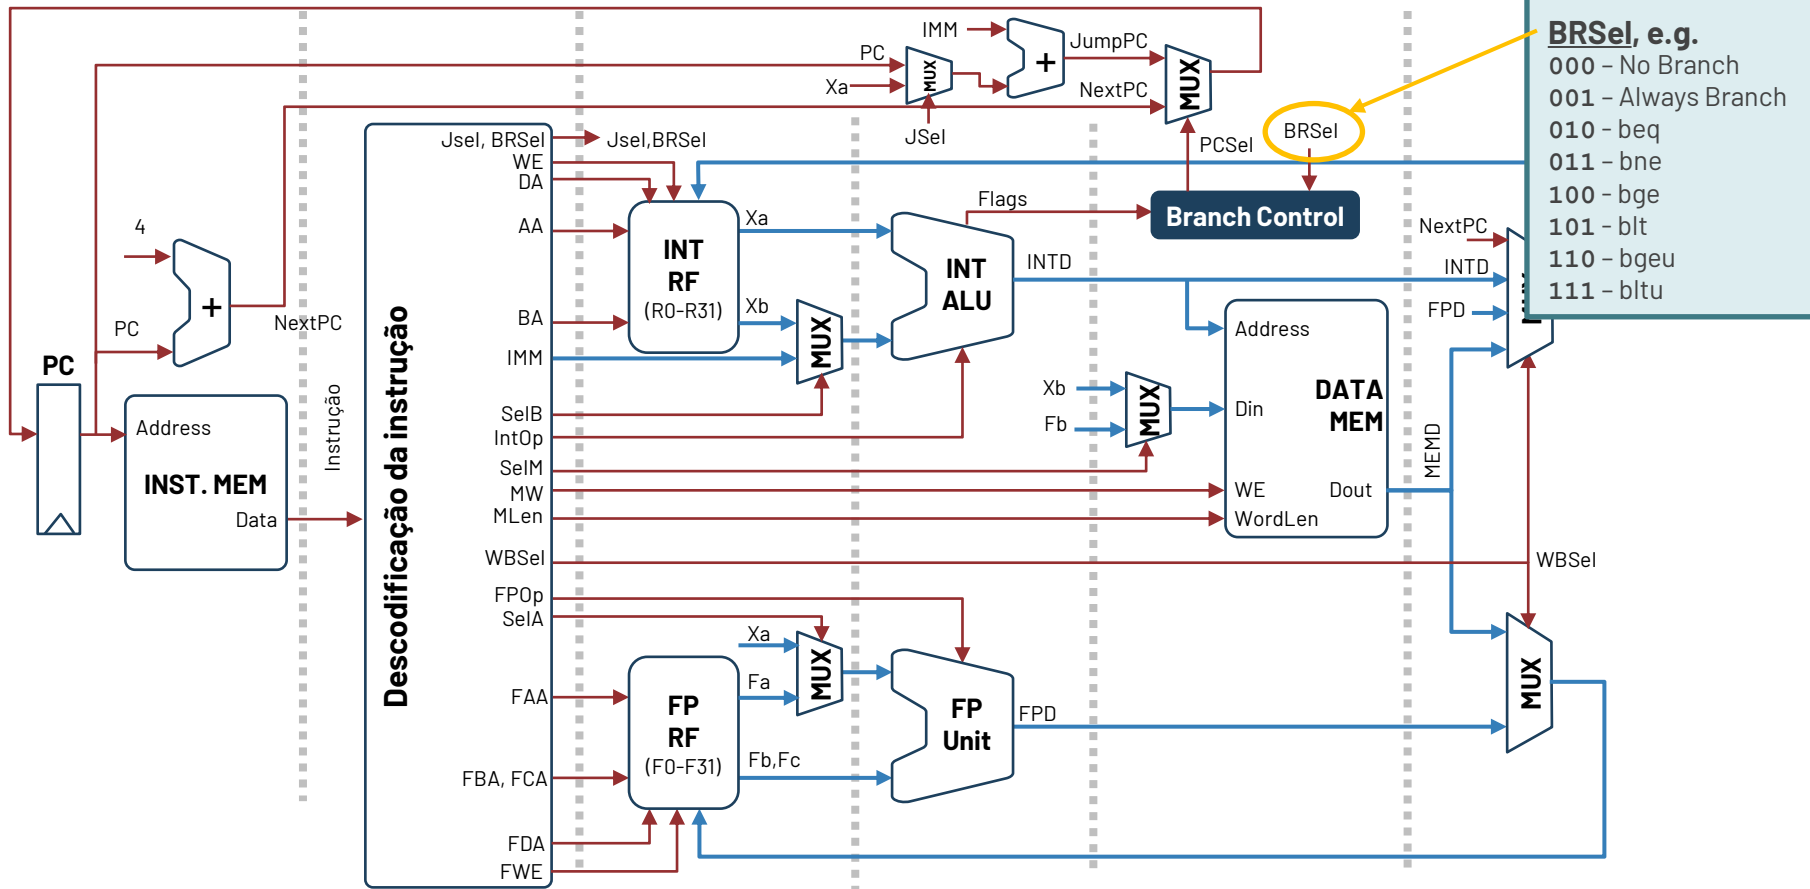 BRSel, e.g.
000 – No Branch
001 – Always Branch
010 – beq
011 – bne
100 – bge
101 – blt
110 – bgeu
111 – bltu
IMM
PC
Xa
MUX
+
JumpPC
NextPC
MUX
JSel
PCSel
BRSel
Branch Control
Jsel, BRSel
Jsel,BRSel
WE
DA
AA
BA
IMM
SelB
IntOp
SelM
MW
MLen
WBSel
FPOp
SelA
FAA
FBA, FCA
FDA
FWE
Descodificação da instrução
4
PC
+
NextPC
PC
Address
INST. MEM
Data
Instrução
INT
RF
(R0-R31)
Xa
Xb
MUX
INT
ALU
Flags
INTD
Address
DATA
MEM
Din
WE
Dout
WordLen
Xb
Fb
MUX
MEMD
NextPC
INTD
FPD
WBSel
MUX
FP
RF
(F0-F31)
Xa
Fa
Fb,Fc
MUX
FP
Unit
FPD